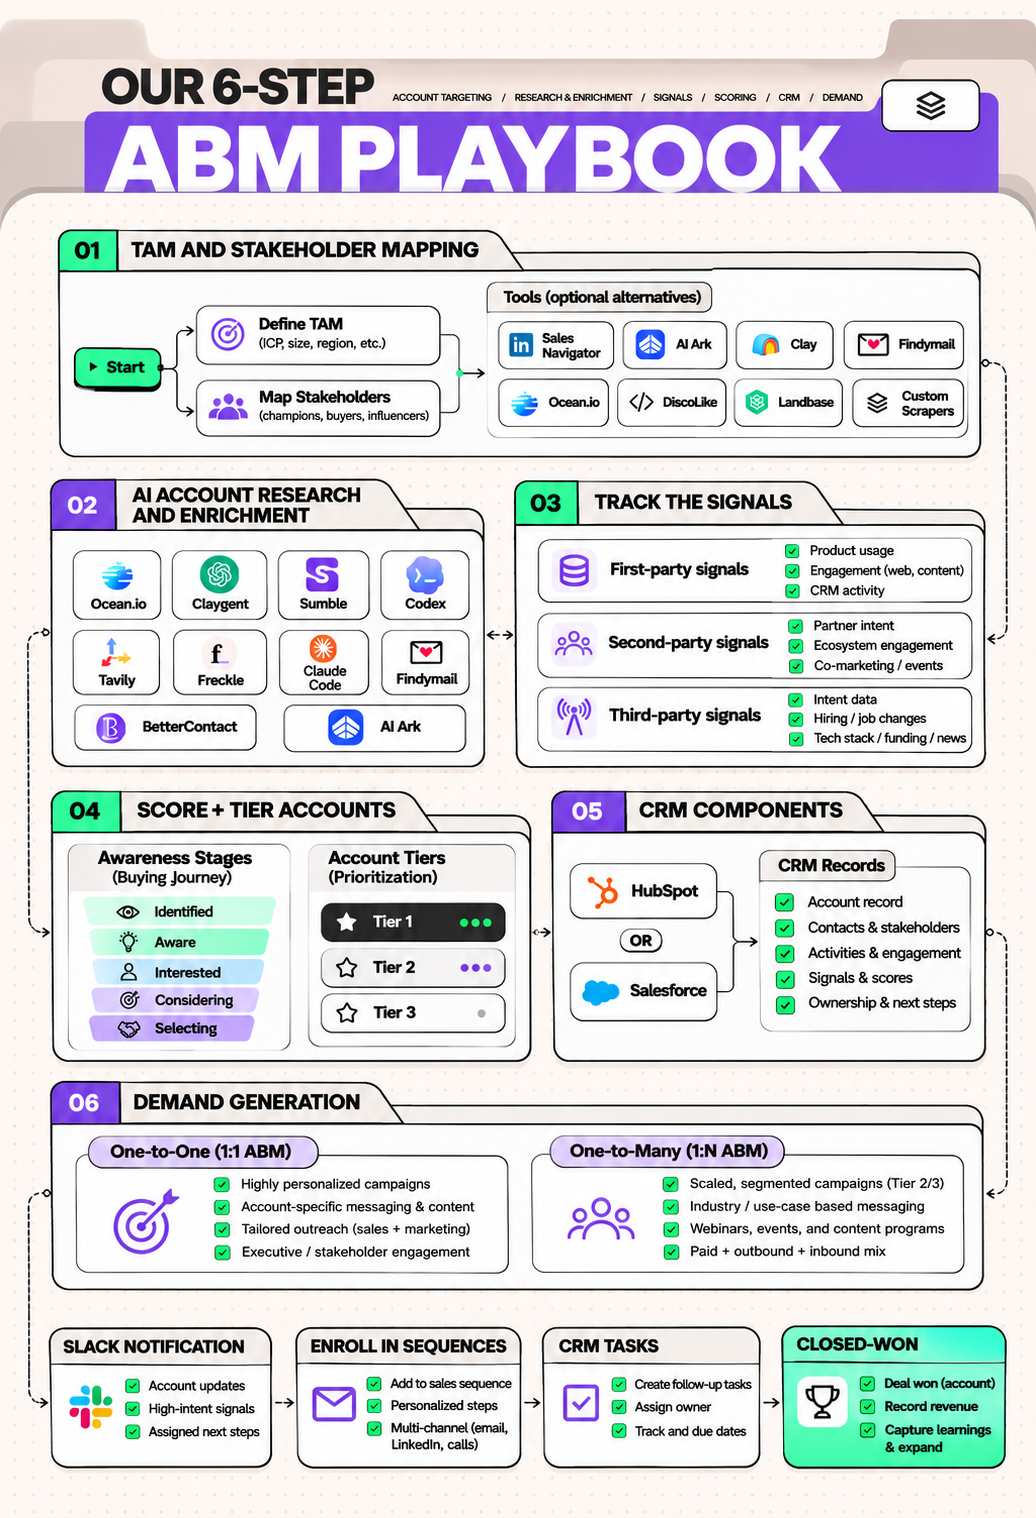 OUR 6-STEP
ACCOUNT TARGETING / RESEARCH & ENRICHMENT / SIGNALS / SCORING / CRM / DEMAND
ABM PLAYBOOK
01
TAM AND STAKEHOLDER MAPPING
Start
Define TAM
(ICP, size, region, etc.)
Map Stakeholders
(champions, buyers, influencers)
Tools (optional alternatives)
in
Sales
Navigator
AI Ark
Clay
Findymail
Ocean.io
DiscoLike
Landbase
Custom
Scrapers
02
AI ACCOUNT RESEARCH
AND ENRICHMENT
Ocean.io
Claygent
Sumble
Codex
Tavily
Freckle
Claude
Code
Findymail
BetterContact
AI Ark
03
TRACK THE SIGNALS
First-party signals
Product usage
Engagement (web, content)
CRM activity
Second-party signals
Partner intent
Ecosystem engagement
Co-marketing / events
Third-party signals
Intent data
Hiring / job changes
Tech stack / funding / news
04
SCORE + TIER ACCOUNTS
Awareness Stages
(Buying Journey)
Identified
Aware
Interested
Considering
Selecting
Account Tiers
(Prioritization)
Tier 1
Tier 2
Tier 3
05
CRM COMPONENTS
HubSpot
OR
Salesforce
CRM Records
Account record
Contacts & stakeholders
Activities & engagement
Signals & scores
Ownership & next steps
06
DEMAND GENERATION
One-to-One (1:1 ABM)
Highly personalized campaigns
Account-specific messaging & content
Tailored outreach (sales + marketing)
Executive / stakeholder engagement
One-to-Many (1:N ABM)
Scaled, segmented campaigns (Tier 2/3)
Industry / use-case based messaging
Webinars, events, and content programs
Paid + outbound + inbound mix
SLACK NOTIFICATION
Account updates
High-intent signals
Assigned next steps
ENROLL IN SEQUENCES
Add to sales sequence
Personalized steps
Multi-channel (email,
LinkedIn, calls)
CRM TASKS
Create follow-up tasks
Assign owner
Track and due dates
CLOSED-WON
Deal won (account)
Record revenue
Capture learnings
& expand